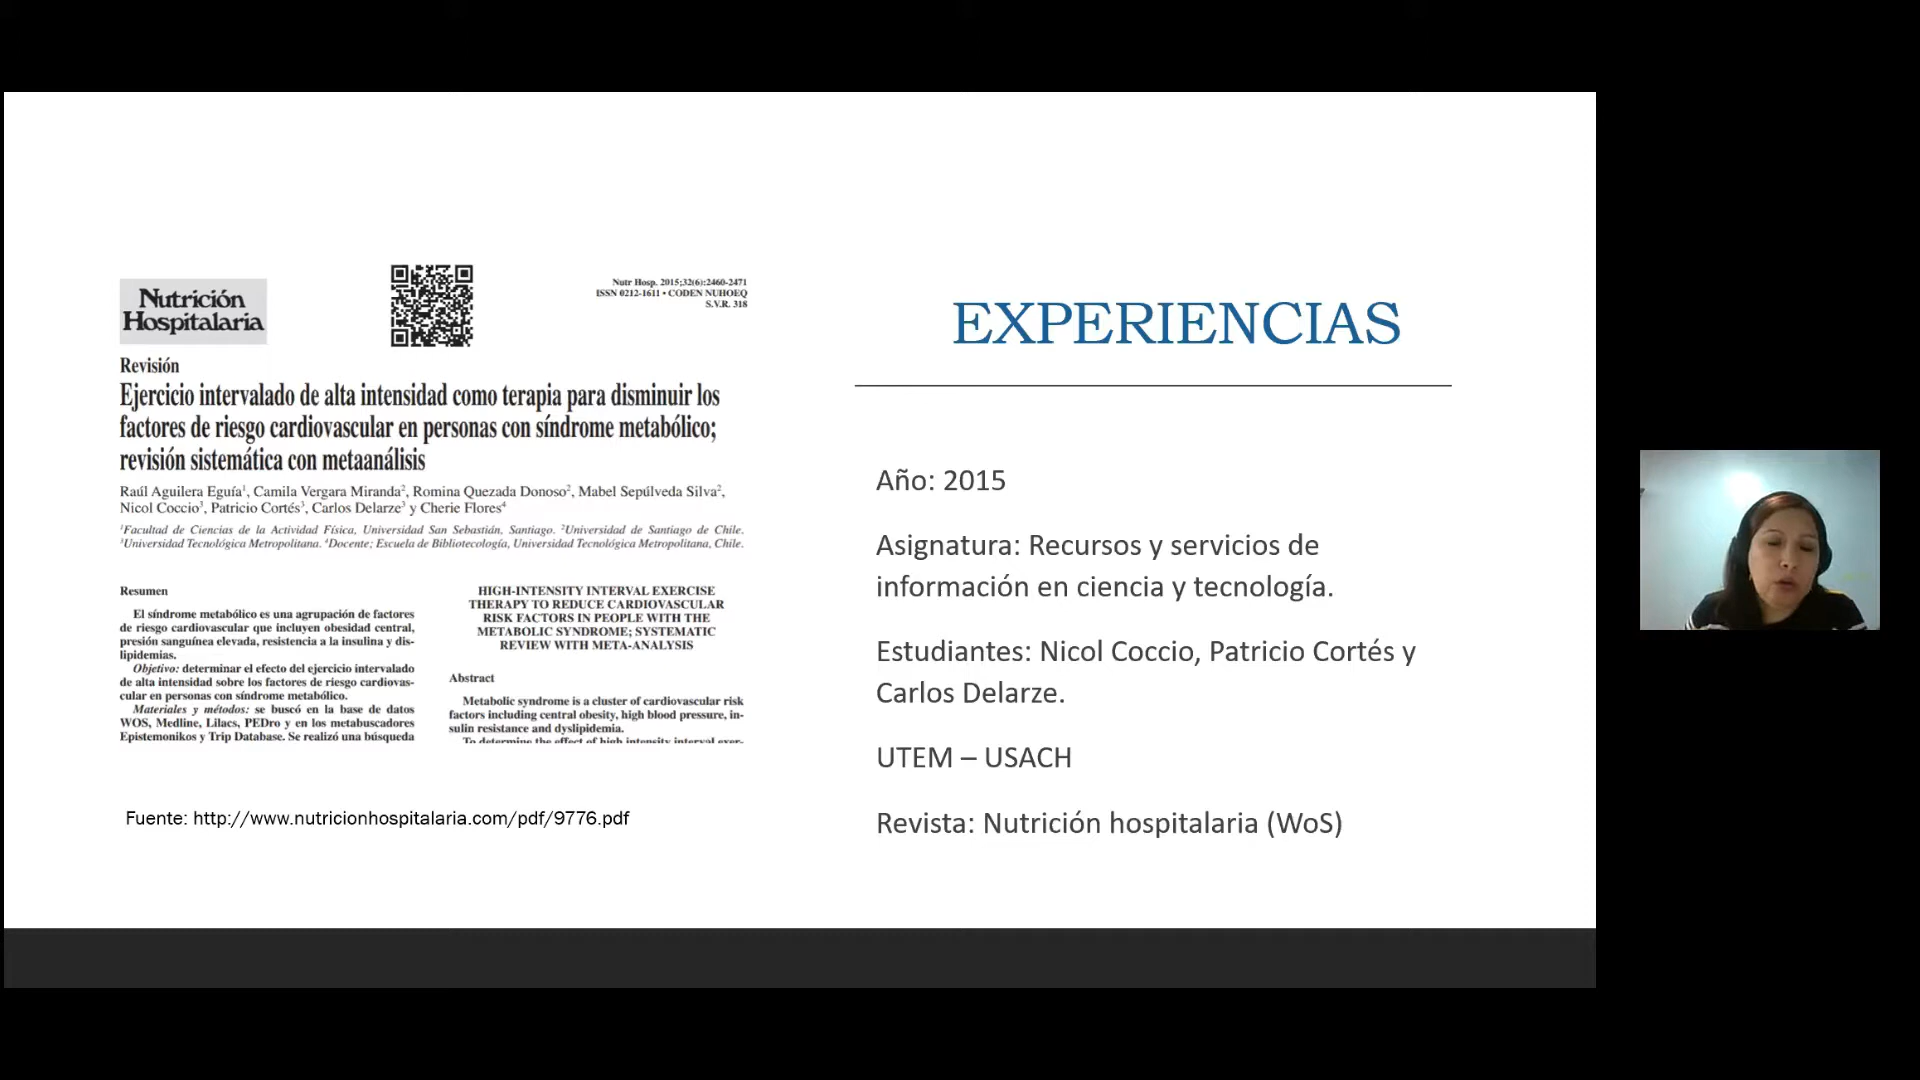 Nutrición
Hospitalaria
Nutr Hosp. 2015;32(6):2460-2471
ISSN 0212-1611 • CODEN NUHOEQ
S.V.R. 318
Revisión
Ejercicio intervalado de alta intensidad como terapia para disminuir los
factores de riesgo cardiovascular en personas con síndrome metabólico;
revisión sistemática con metaanálisis
Raúl Aguilera Eguía¹, Camila Vergara Miranda², Romina Quezada Donoso², Mabel Sepúlveda Silva²,
Nicol Coccio³, Patricio Cortés³, Carlos Delarze³ y Cherie Flores⁴
¹Facultad de Ciencias de la Actividad Física, Universidad San Sebastián, Santiago. ²Universidad de Santiago de Chile.
³Universidad Tecnológica Metropolitana. ⁴Docente; Escuela de Bibliotecología, Universidad Tecnológica Metropolitana, Chile.
Resumen
El síndrome metabólico es una agrupación de factores
de riesgo cardiovascular que incluyen obesidad central,
presión sanguínea elevada, resistencia a la insulina y dis-
lipidemias.
Objetivo: determinar el efecto del ejercicio intervalado
de alta intensidad sobre los factores de riesgo cardiovas-
cular en personas con síndrome metabólico.
Materiales y métodos: se buscó en la base de datos
WOS, Medline, Lilacs, PEDro y en los metabuscadores
Epistemonikos y Trip Database. Se realizó una búsqueda
HIGH-INTENSITY INTERVAL EXERCISE
THERAPY TO REDUCE CARDIOVASCULAR
RISK FACTORS IN PEOPLE WITH THE
METABOLIC SYNDROME; SYSTEMATIC
REVIEW WITH META-ANALYSIS
Abstract
Metabolic syndrome is a cluster of cardiovascular risk
factors including central obesity, high blood pressure, in-
sulin resistance and dyslipidemia.
To determine the effect of high intensity interval exer-
Fuente: http://www.nutricionhospitalaria.com/pdf/9776.pdf
EXPERIENCIAS
Año: 2015
Asignatura: Recursos y servicios de
información en ciencia y tecnología.
Estudiantes: Nicol Coccio, Patricio Cortés y
Carlos Delarze.
UTEM – USACH
Revista: Nutrición hospitalaria (WoS)